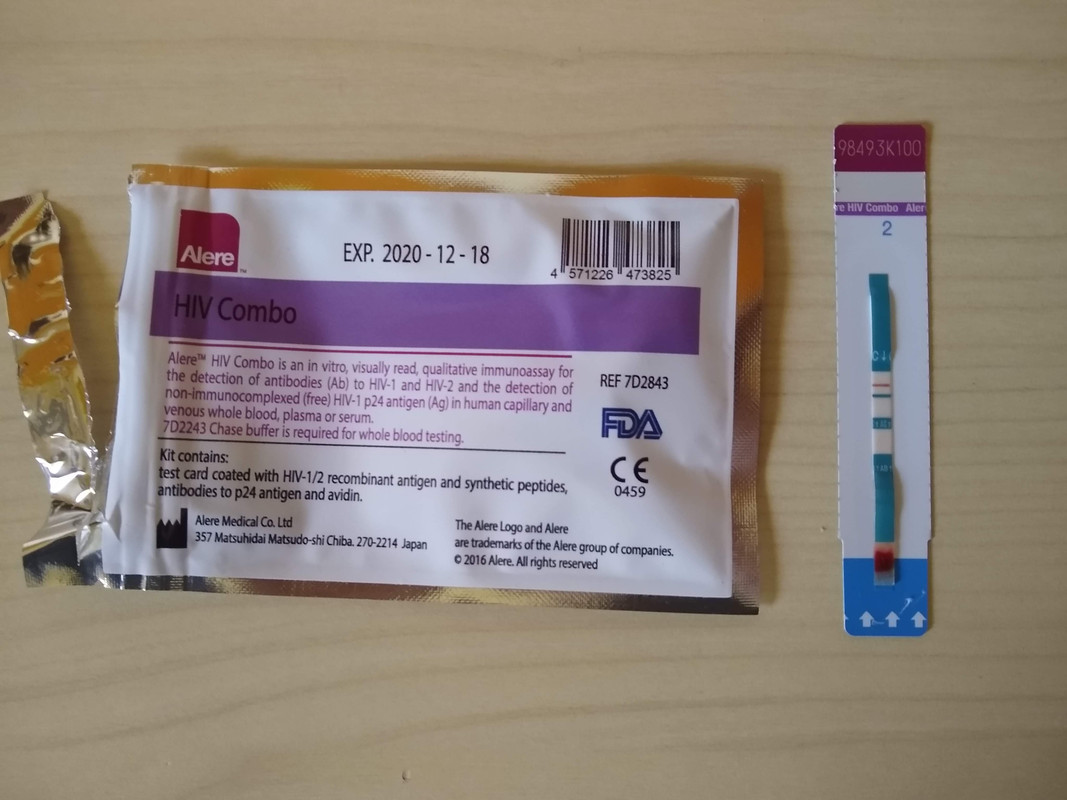 Alere™
EXP. 2020-12-18
4 571226 473825
HIV Combo
Alere™ HIV Combo is an in vitro, visually read, qualitative immunoassay for
the detection of antibodies (Ab) to HIV-1 and HIV-2 and the detection of
non-immunocomplexed (free) HIV-1 p24 antigen (Ag) in human capillary and
venous whole blood, plasma or serum.
7D2243 Chase buffer is required for whole blood testing.
REF 7D2843
FDA
CE
0459
Kit contains:
test card coated with HIV-1/2 recombinant antigen and synthetic peptides,
antibodies to p24 antigen and avidin.
Alere Medical Co. Ltd
357 Matsuhidai Matsudo-shi Chiba. 270-2214 Japan
The Alere Logo and Alere
are trademarks of the Alere group of companies.
© 2016 Alere. All rights reserved
98493K100
re HIV Combo Aler
2